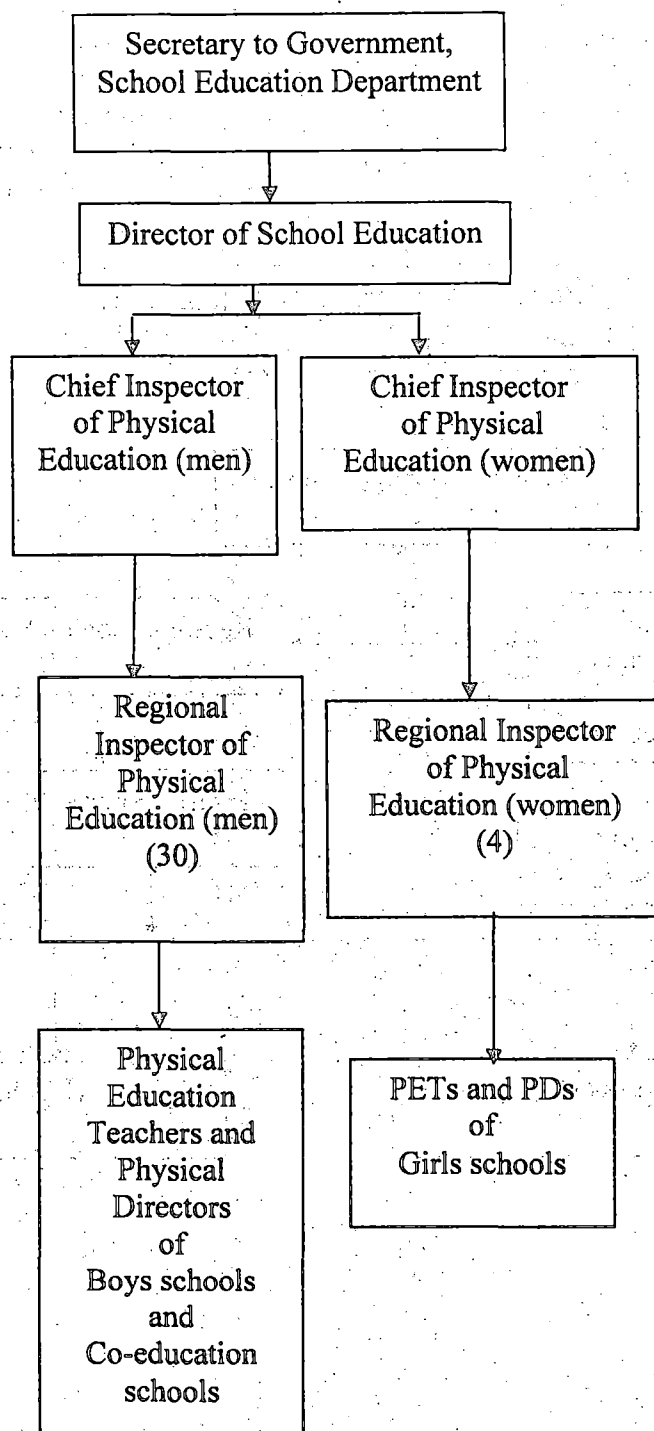 Secretary to Government,
School Education Department
Director of School Education
Chief Inspector
of Physical
Education (men)
Chief Inspector
of Physical
Education (women)
Regional
Inspector of
Physical
Education (men)
(30)
Regional Inspector
of Physical
Education (women)
(4)
Physical
Education
Teachers and
Physical
Directors
of
Boys schools
and
Co-education
schools
PETs and PDs
of
Girls schools